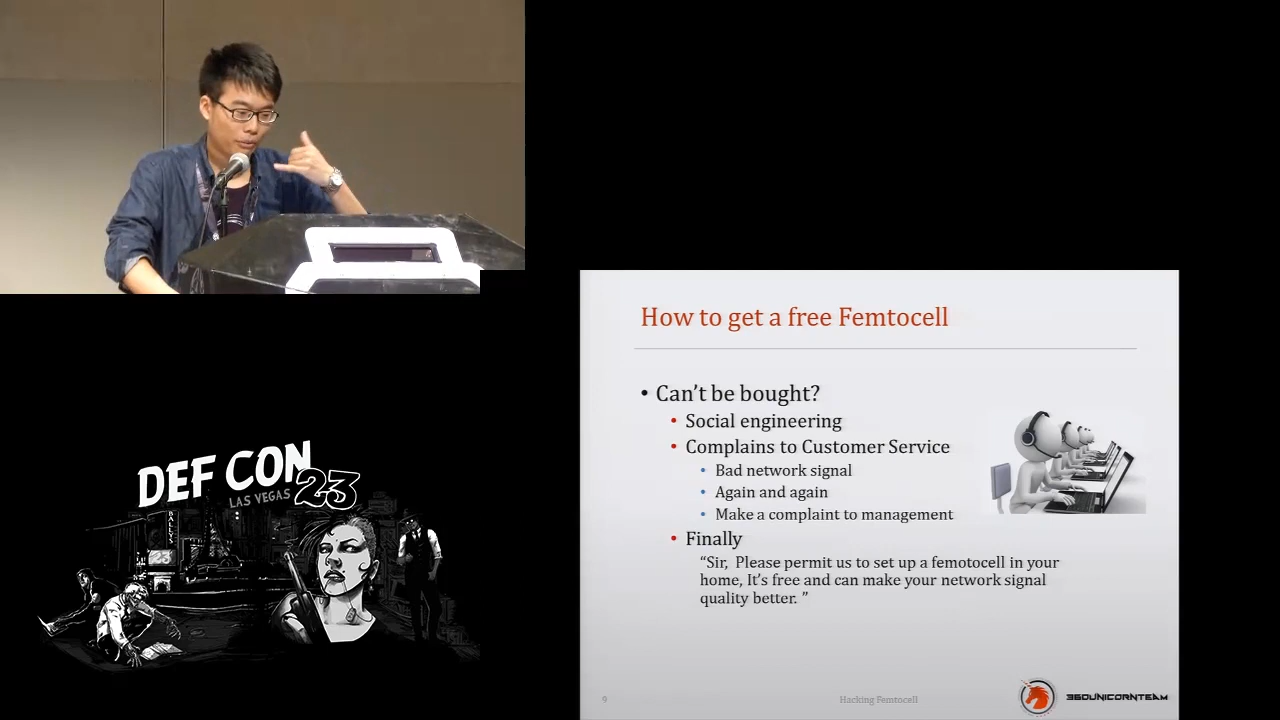 How to get a free Femtocell
• Can't be bought?
• Social engineering
• Complains to Customer Service
• Bad network signal
• Again and again
• Make a complaint to management
• Finally
“Sir, Please permit us to set up a femotocell in your
home, It's free and can make your network signal
quality better. ”
9
Hacking Femtocell
360UNICORNTEAM
DEF CON
LAS VEGAS 23
BALLY'S